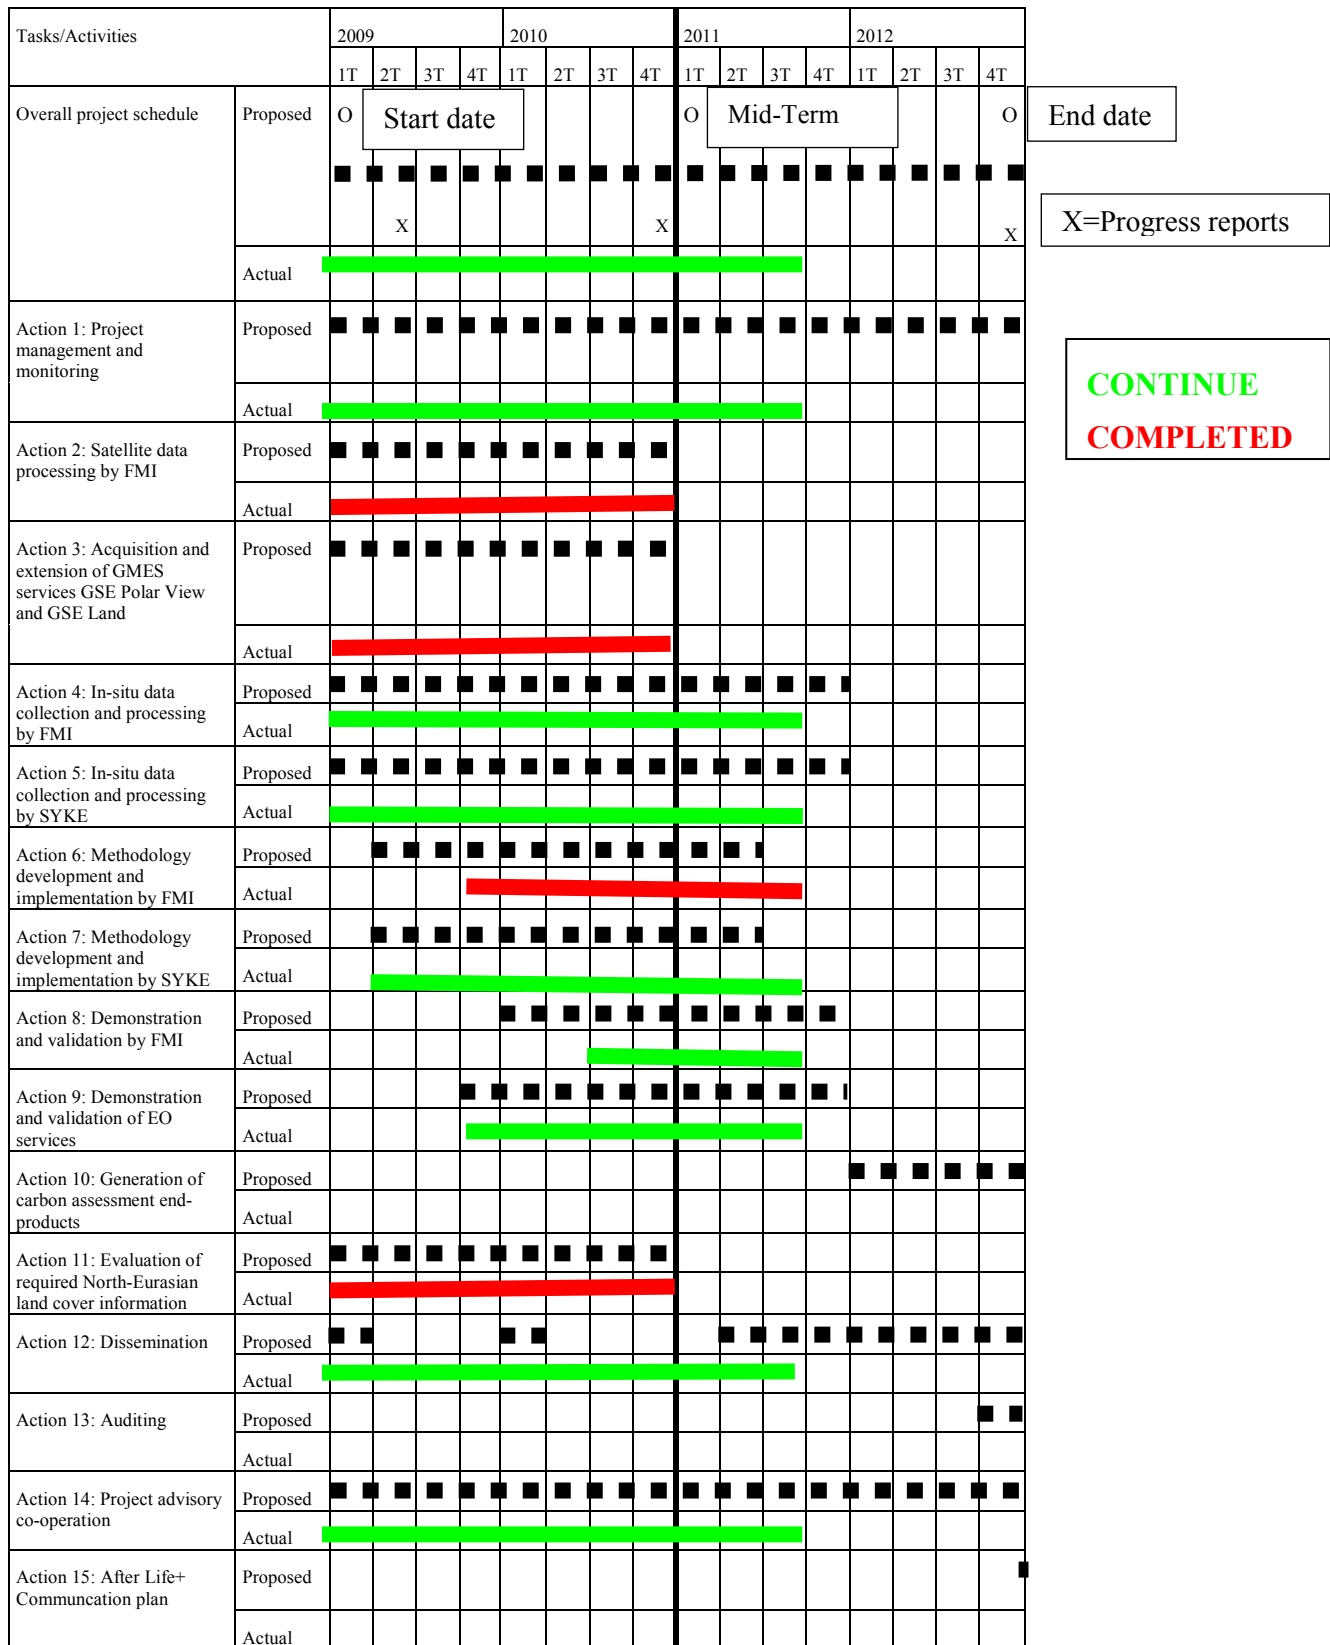 Tasks/Activities 2009 2010 2011 2012
1T 2T 3T 4T 1T 2T 3T 4T 1T 2T 3T 4T 1T 2T 3T 4T
Overall project schedule Proposed O Start date O Mid-Term O End date
X X X X=Progress reports
Actual
Action 1: Project
management and
monitoring
Proposed
Actual
CONTINUE
COMPLETED
Action 2: Satellite data
processing by FMI
Proposed
Actual
Action 3: Acquisition and
extension of GMES
services GSE Polar View
and GSE Land
Proposed
Actual
Action 4: In-situ data
collection and processing
by FMI
Proposed
Actual
Action 5: In-situ data
collection and processing
by SYKE
Proposed
Actual
Action 6: Methodology
development and
implementation by FMI
Proposed
Actual
Action 7: Methodology
development and
implementation by SYKE
Proposed
Actual
Action 8: Demonstration
and validation by FMI
Proposed
Actual
Action 9: Demonstration
and validation of EO
services
Proposed
Actual
Action 10: Generation of
carbon assessment end-
products
Proposed
Actual
Action 11: Evaluation of
required North-Eurasian
land cover information
Proposed
Actual
Action 12: Dissemination
Proposed
Actual
Action 13: Auditing
Proposed
Actual
Action 14: Project advisory
co-operation
Proposed
Actual
Action 15: After Life+
Communcation plan
Proposed
Actual